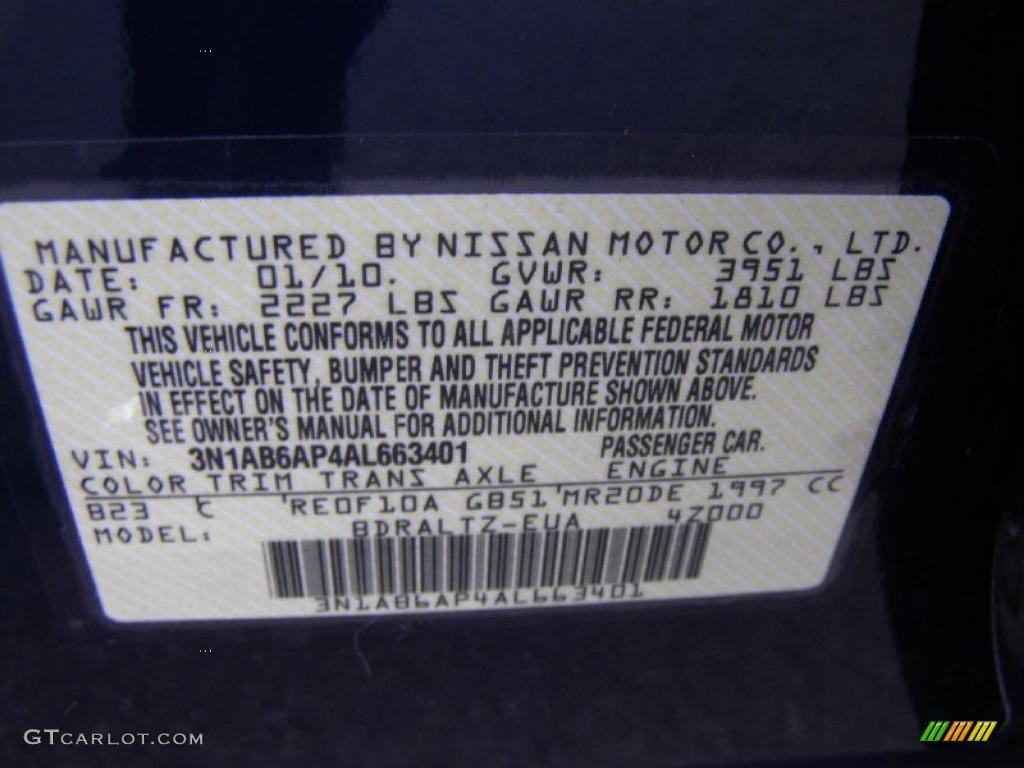 MANUFACTURED BY NISSAN MOTOR CO., LTD.
DATE: 01/10. GVWR: 3951 LBS
GAWR FR: 2227 LBS GAWR RR: 1810 LBS
THIS VEHICLE CONFORMS TO ALL APPLICABLE FEDERAL MOTOR
VEHICLE SAFETY, BUMPER AND THEFT PREVENTION STANDARDS
IN EFFECT ON THE DATE OF MANUFACTURE SHOWN ABOVE.
SEE OWNER'S MANUAL FOR ADDITIONAL INFORMATION.
VIN: 3N1AB6AP4AL663401 PASSENGER CAR.
COLOR TRIM TRANS AXLE ENGINE
B23 C RE0F10A GB51 MR20DE 1997 CC
MODEL: BDRALTZ-EUA 4Z000
3N1AB6AP4AL663401
GTCARLOT.COM